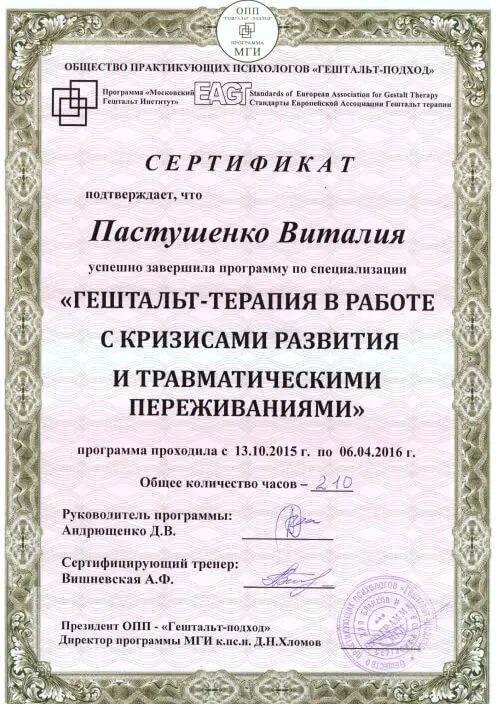 ОПП
"ГЕШТАЛЬТ ПОДХОД"
ПРОГРАММА
МГИ
ОБЩЕСТВО ПРАКТИКУЮЩИХ ПСИХОЛОГОВ «ГЕШТАЛЬТ-ПОДХОД»
Программа «Московский
Гештальт Институт»
EAGT
Standards of European Association for Gestalt Therapy
Стандарты Европейской Ассоциации Гештальт терапии
СЕРТИФИКАТ
подтверждает, что
Пастушенко Виталия
успешно завершила программу по специализации
«ГЕШТАЛЬТ-ТЕРАПИЯ В РАБОТЕ
С КРИЗИСАМИ РАЗВИТИЯ
И ТРАВМАТИЧЕСКИМИ
ПЕРЕЖИВАНИЯМИ»
программа проходила с 13.10.2015 г. по 06.04.2016 г.
Общее количество часов – 210
Руководитель программы:
Андрющенко Д.В.
Сертифицирующий тренер:
Вишневская А.Ф.
Президент ОПП - «Гештальт-подход»
Директор программы МГИ к.пс.н. Д.Н.Хломов